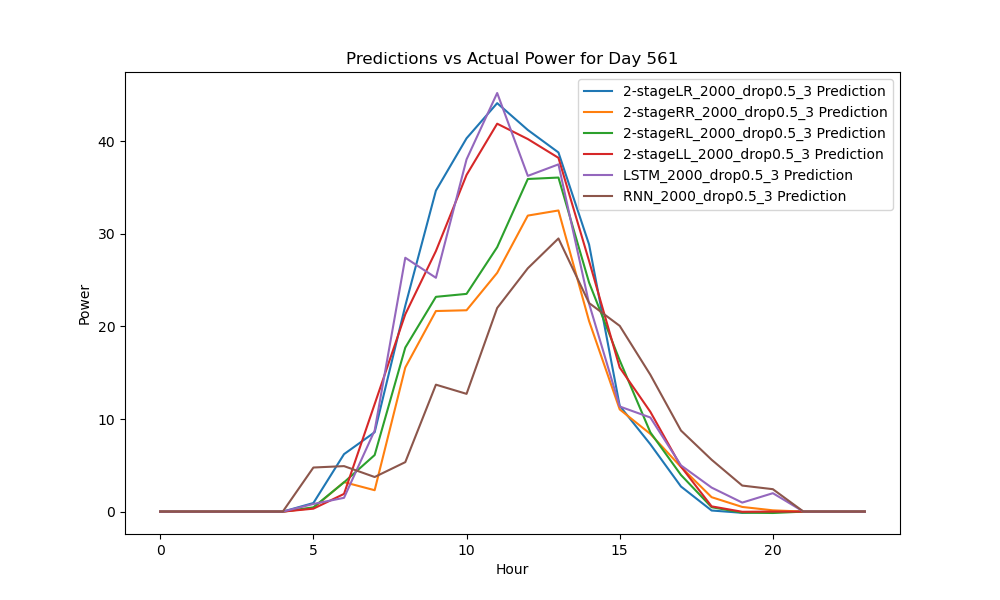 Predictions vs Actual Power for Day 561
2-stageLR_2000_drop0.5_3 Prediction
2-stageRR_2000_drop0.5_3 Prediction
2-stageRL_2000_drop0.5_3 Prediction
2-stageLL_2000_drop0.5_3 Prediction
LSTM_2000_drop0.5_3 Prediction
RNN_2000_drop0.5_3 Prediction
Power
40
30
20
10
0
0 5 10 15 20
Hour